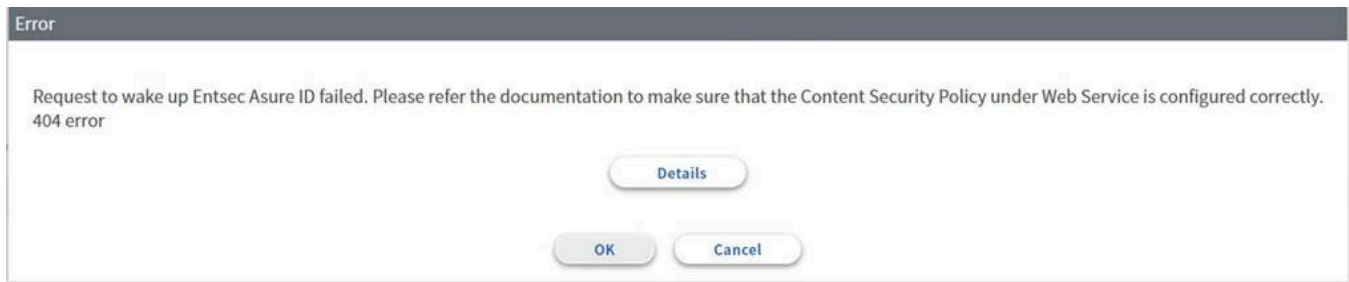 Error
Request to wake up Entsec Asure ID failed. Please refer the documentation to make sure that the Content Security Policy under Web Service is configured correctly.
404 error
Details
OK
Cancel